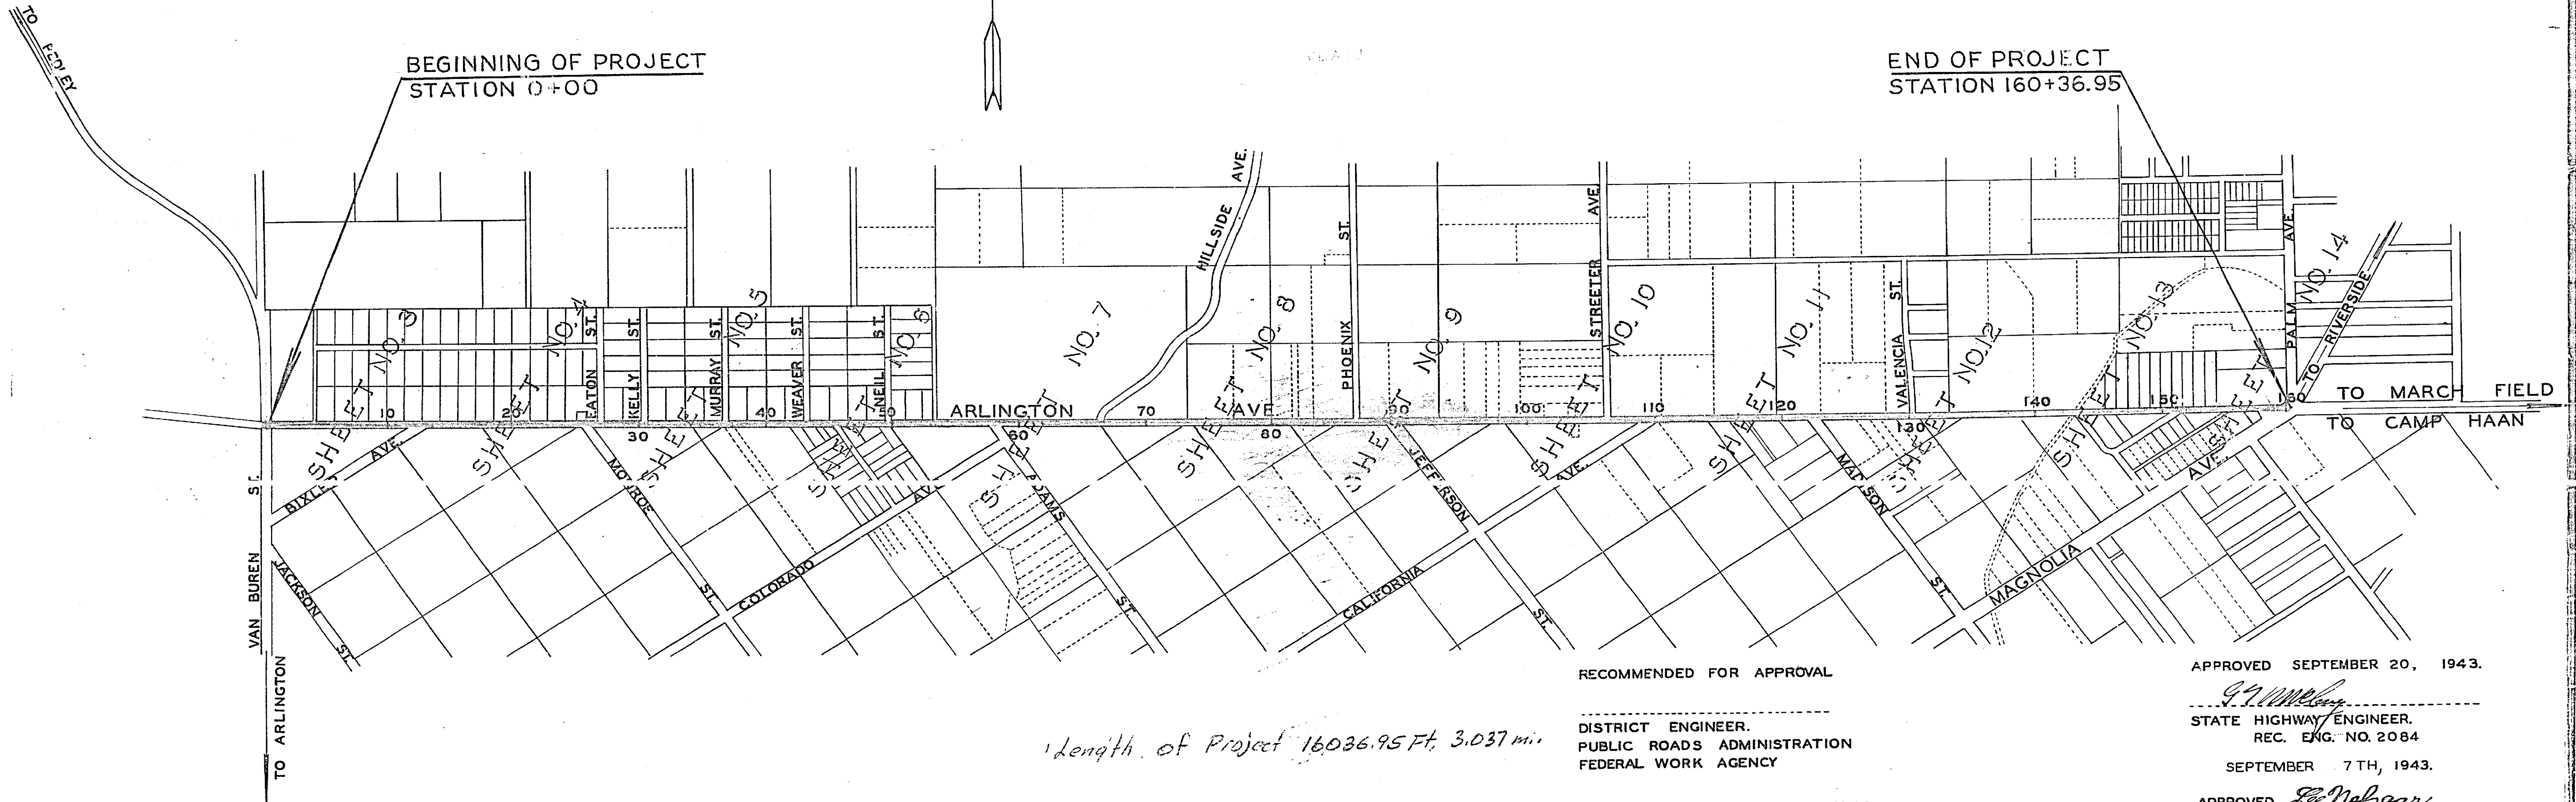 TO PEDLEY
BEGINNING OF PROJECT
STATION 0+00
END OF PROJECT
STATION 160+36.95
HILLSIDE AVE.
PHOENIX ST.
STREETER AVE.
VALENCIA ST.
PALM AVE.
TO RIVERSIDE
EATON ST.
KELLY ST.
MURRAY ST.
WEAVER ST.
NEIL ST.
SHEET NO. 3
SHEET NO. 4
SHEET NO. 5
SHEET NO. 6
SHEET NO. 7
SHEET NO. 8
SHEET NO. 9
SHEET NO. 10
SHEET NO. 11
SHEET NO. 12
SHEET NO. 13
SHEET NO. 14
ARLINGTON AVE.
10 20 30 40 50 60 70 80 90 100 110 120 130 140 150 160
TO MARCH FIELD
TO CAMP HAAN
BIXLEY AVE.
VAN BUREN ST.
JACKSON ST.
MONROE ST.
COLORADO AVE.
ADAMS ST.
JEFFERSON ST.
CALIFORNIA AVE.
MADISON ST.
MAGNOLIA AVE.
TO ARLINGTON
Length of Project 16036.95 Ft, 3.037 mi.
RECOMMENDED FOR APPROVAL
DISTRICT ENGINEER.
PUBLIC ROADS ADMINISTRATION
FEDERAL WORK AGENCY
APPROVED SEPTEMBER 20, 1943.
STATE HIGHWAY ENGINEER.
REC. ENG. NO. 2084
SEPTEMBER 7TH, 1943.
APPROVED